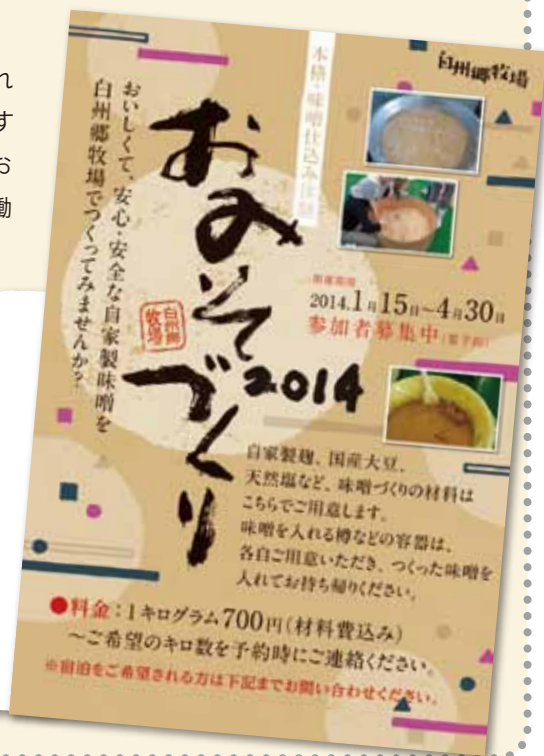 れ
す
お
働
白州郷牧場
本格・味噌仕込み体験
おみそづくり
2014
おいしくて、安心・安全な自家製味噌を
白州郷牧場でつくってみませんか?
白州郷
牧場
開催期間
2014.1月15日〜4月30日
参加者募集中(要予約)
自家製麹、国産大豆、
天然塩など、味噌づくりの材料は
こちらでご用意します。
味噌を入れる樽などの容器は、
各自ご用意いただき、つくった味噌を
入れてお持ち帰りください。
●料金:1キログラム700円(材料費込み)
〜ご希望のキロ数を予約時にご連絡ください。
※宿泊をご希望される方は下記までお問い合わせください。